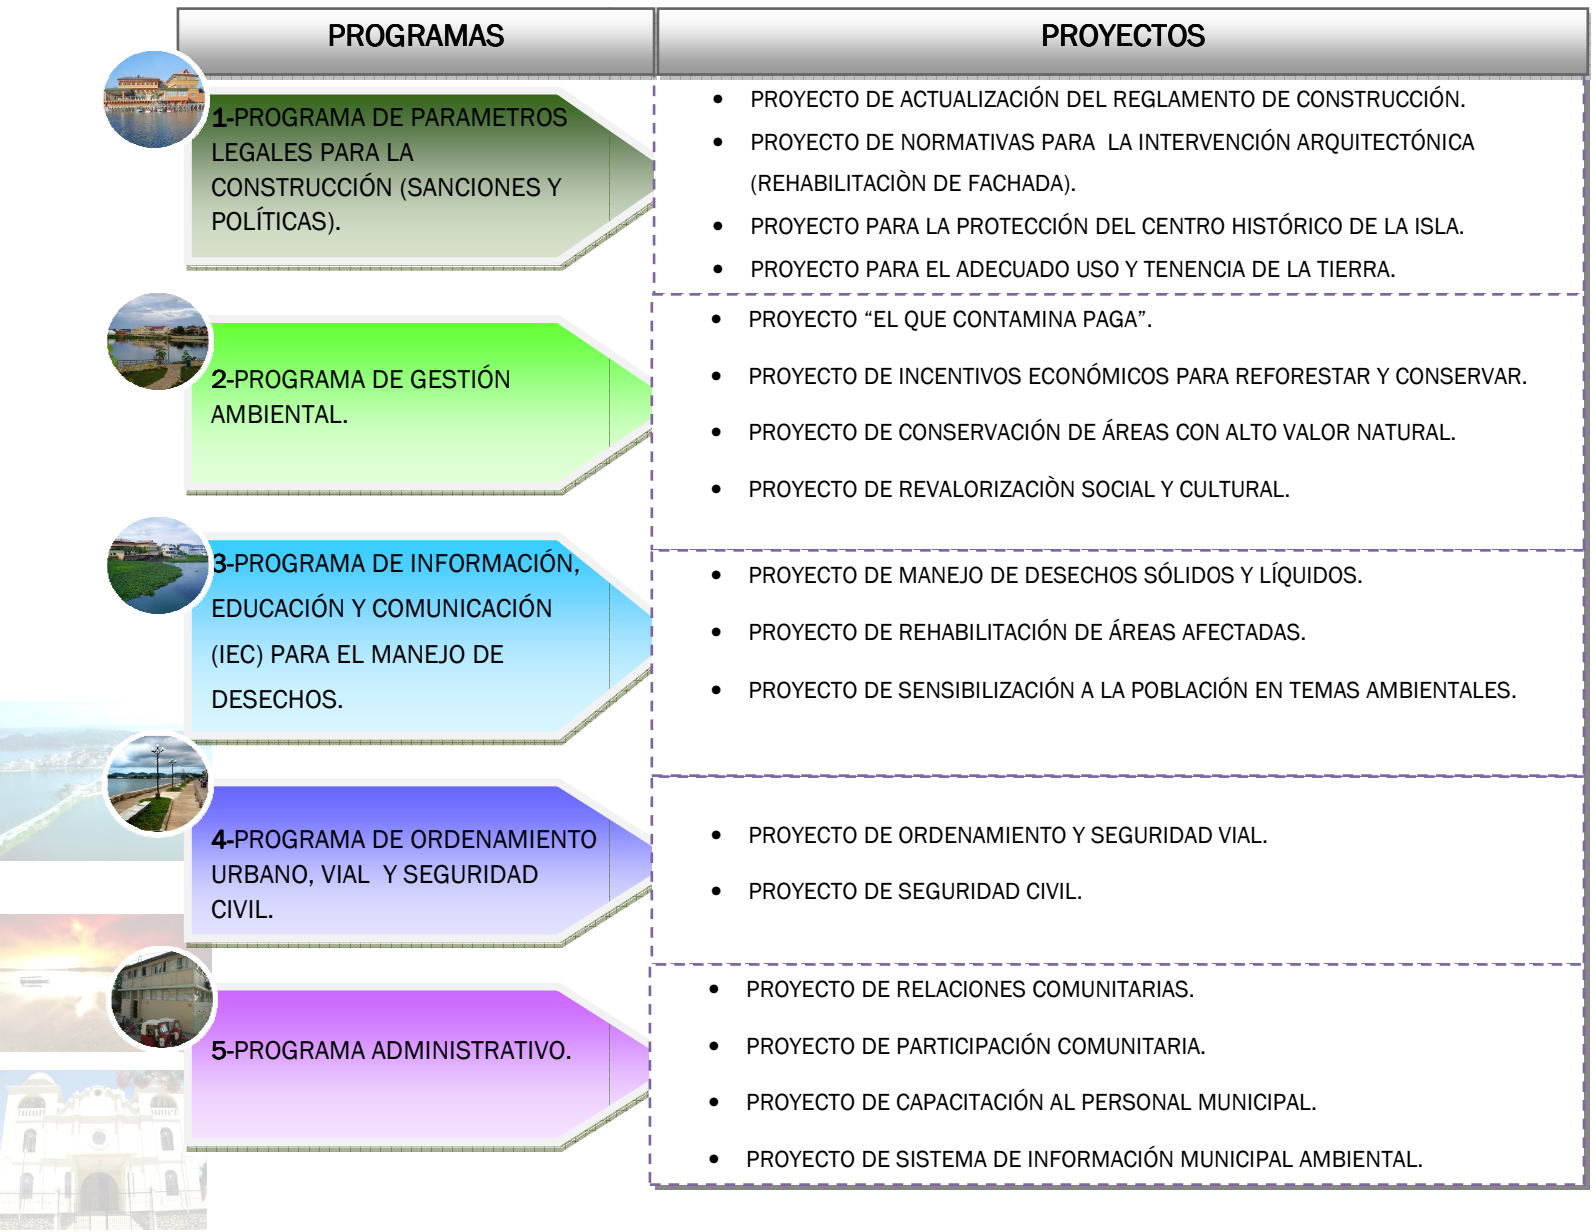 PROGRAMAS
PROYECTOS
1-PROGRAMA DE PARAMETROS
LEGALES PARA LA
CONSTRUCCIÓN (SANCIONES Y
POLÍTICAS).
• PROYECTO DE ACTUALIZACIÓN DEL REGLAMENTO DE CONSTRUCCIÓN.
• PROYECTO DE NORMATIVAS PARA LA INTERVENCIÓN ARQUITECTÓNICA
(REHABILITACIÒN DE FACHADA).
• PROYECTO PARA LA PROTECCIÓN DEL CENTRO HISTÓRICO DE LA ISLA.
• PROYECTO PARA EL ADECUADO USO Y TENENCIA DE LA TIERRA.
2-PROGRAMA DE GESTIÓN
AMBIENTAL.
• PROYECTO “EL QUE CONTAMINA PAGA”.
• PROYECTO DE INCENTIVOS ECONÓMICOS PARA REFORESTAR Y CONSERVAR.
• PROYECTO DE CONSERVACIÓN DE ÁREAS CON ALTO VALOR NATURAL.
• PROYECTO DE REVALORIZACIÒN SOCIAL Y CULTURAL.
3-PROGRAMA DE INFORMACIÓN,
EDUCACIÓN Y COMUNICACIÓN
(IEC) PARA EL MANEJO DE
DESECHOS.
• PROYECTO DE MANEJO DE DESECHOS SÓLIDOS Y LÍQUIDOS.
• PROYECTO DE REHABILITACIÓN DE ÁREAS AFECTADAS.
• PROYECTO DE SENSIBILIZACIÓN A LA POBLACIÓN EN TEMAS AMBIENTALES.
4-PROGRAMA DE ORDENAMIENTO
URBANO, VIAL Y SEGURIDAD
CIVIL.
• PROYECTO DE ORDENAMIENTO Y SEGURIDAD VIAL.
• PROYECTO DE SEGURIDAD CIVIL.
5-PROGRAMA ADMINISTRATIVO.
• PROYECTO DE RELACIONES COMUNITARIAS.
• PROYECTO DE PARTICIPACIÓN COMUNITARIA.
• PROYECTO DE CAPACITACIÓN AL PERSONAL MUNICIPAL.
• PROYECTO DE SISTEMA DE INFORMACIÓN MUNICIPAL AMBIENTAL.